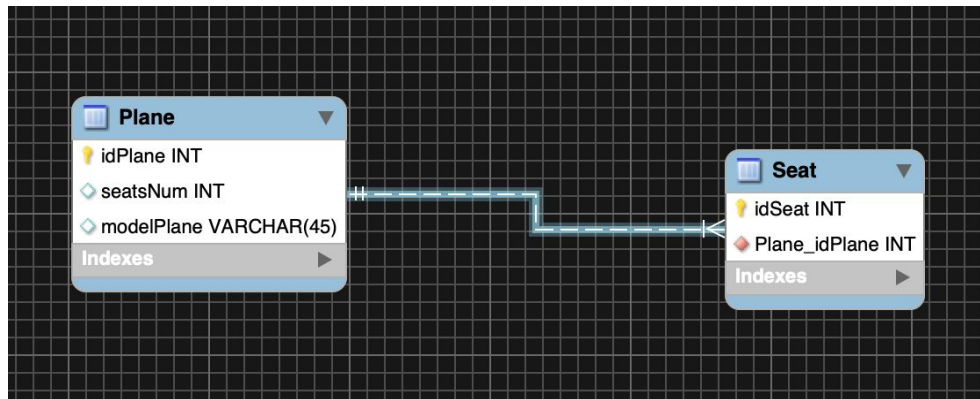 Plane
idPlane INT
seatsNum INT
modelPlane VARCHAR(45)
Indexes
Seat
idSeat INT
Plane_idPlane INT
Indexes